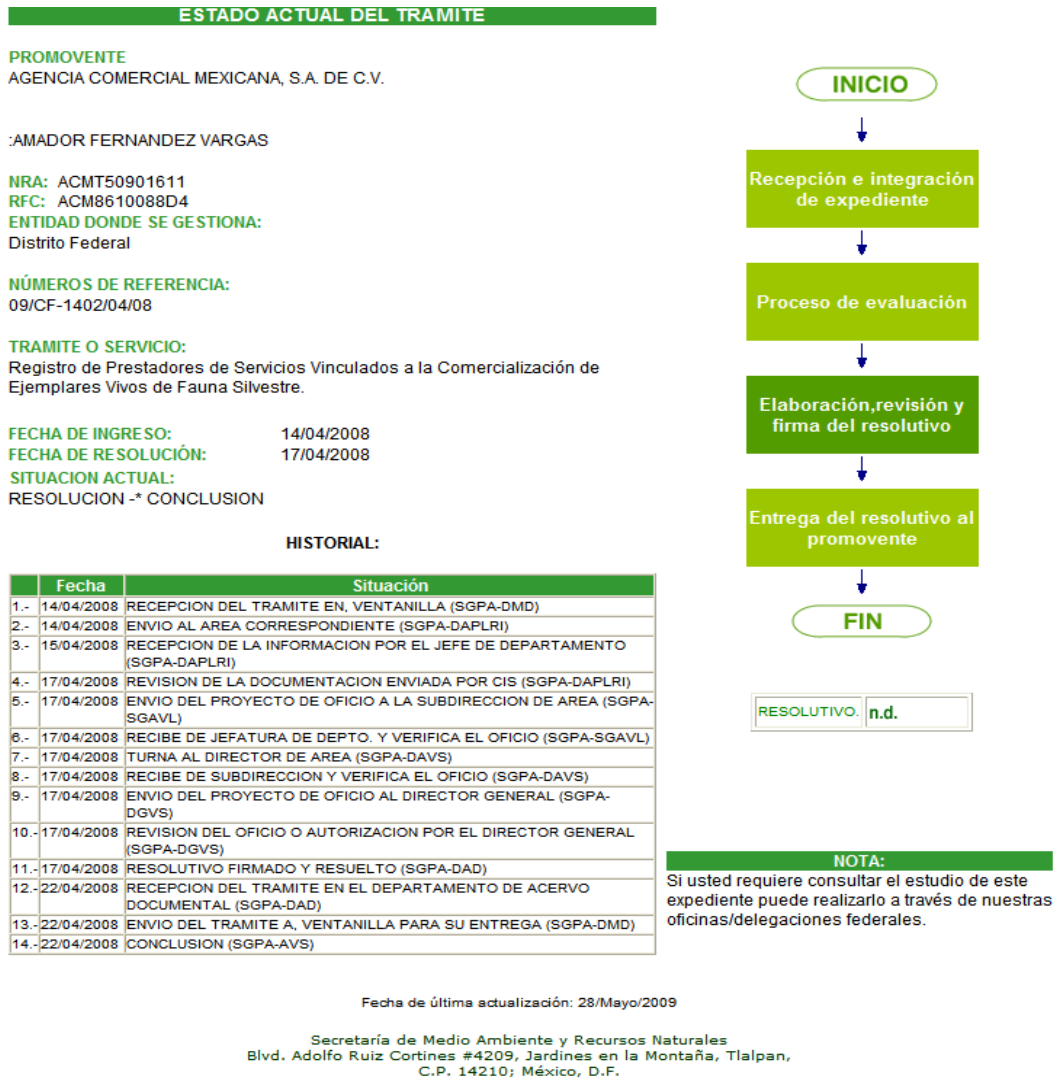 ESTADO ACTUAL DEL TRAMITE
PROMOVENTE
AGENCIA COMERCIAL MEXICANA, S.A. DE C.V.
:AMADOR FERNANDEZ VARGAS
NRA: ACMT50901611
RFC: ACM8610088D4
ENTIDAD DONDE SE GESTIONA:
Distrito Federal
NÚMEROS DE REFERENCIA:
09/CF-1402/04/08
TRAMITE O SERVICIO:
Registro de Prestadores de Servicios Vinculados a la Comercialización de
Ejemplares Vivos de Fauna Silvestre.
FECHA DE INGRESO: 14/04/2008
FECHA DE RESOLUCIÓN: 17/04/2008
SITUACION ACTUAL:
RESOLUCION -* CONCLUSION
HISTORIAL:
Fecha Situación
1.- 14/04/2008 RECEPCION DEL TRAMITE EN, VENTANILLA (SGPA-DMD)
2.- 14/04/2008 ENVIO AL AREA CORRESPONDIENTE (SGPA-DAPLRI)
3.- 15/04/2008 RECEPCION DE LA INFORMACION POR EL JEFE DE DEPARTAMENTO
(SGPA-DAPLRI)
4.- 17/04/2008 REVISION DE LA DOCUMENTACION ENVIADA POR CIS (SGPA-DAPLRI)
5.- 17/04/2008 ENVIO DEL PROYECTO DE OFICIO A LA SUBDIRECCION DE AREA (SGPA-
SGAVL)
6.- 17/04/2008 RECIBE DE JEFATURA DE DEPTO. Y VERIFICA EL OFICIO (SGPA-SGAVL)
7.- 17/04/2008 TURNA AL DIRECTOR DE AREA (SGPA-DAVS)
8.- 17/04/2008 RECIBE DE SUBDIRECCION Y VERIFICA EL OFICIO (SGPA-DAVS)
9.- 17/04/2008 ENVIO DEL PROYECTO DE OFICIO AL DIRECTOR GENERAL (SGPA-
DGVS)
10.- 17/04/2008 REVISION DEL OFICIO O AUTORIZACION POR EL DIRECTOR GENERAL
(SGPA-DGVS)
11.- 17/04/2008 RESOLUTIVO FIRMADO Y RESUELTO (SGPA-DAD)
12.- 22/04/2008 RECEPCION DEL TRAMITE EN EL DEPARTAMENTO DE ACERVO
DOCUMENTAL (SGPA-DAD)
13.- 22/04/2008 ENVIO DEL TRAMITE A, VENTANILLA PARA SU ENTREGA (SGPA-DMD)
14.- 22/04/2008 CONCLUSION (SGPA-AVS)
INICIO
Recepción e integración
de expediente
Proceso de evaluación
Elaboración,revisión y
firma del resolutivo
Entrega del resolutivo al
promovente
FIN
RESOLUTIVO. n.d.
NOTA:
Si usted requiere consultar el estudio de este
expediente puede realizarlo a través de nuestras
oficinas/delegaciones federales.
Fecha de última actualización: 28/Mayo/2009
Secretaría de Medio Ambiente y Recursos Naturales
Blvd. Adolfo Ruiz Cortines #4209, Jardines en la Montaña, Tlalpan,
C.P. 14210; México, D.F.